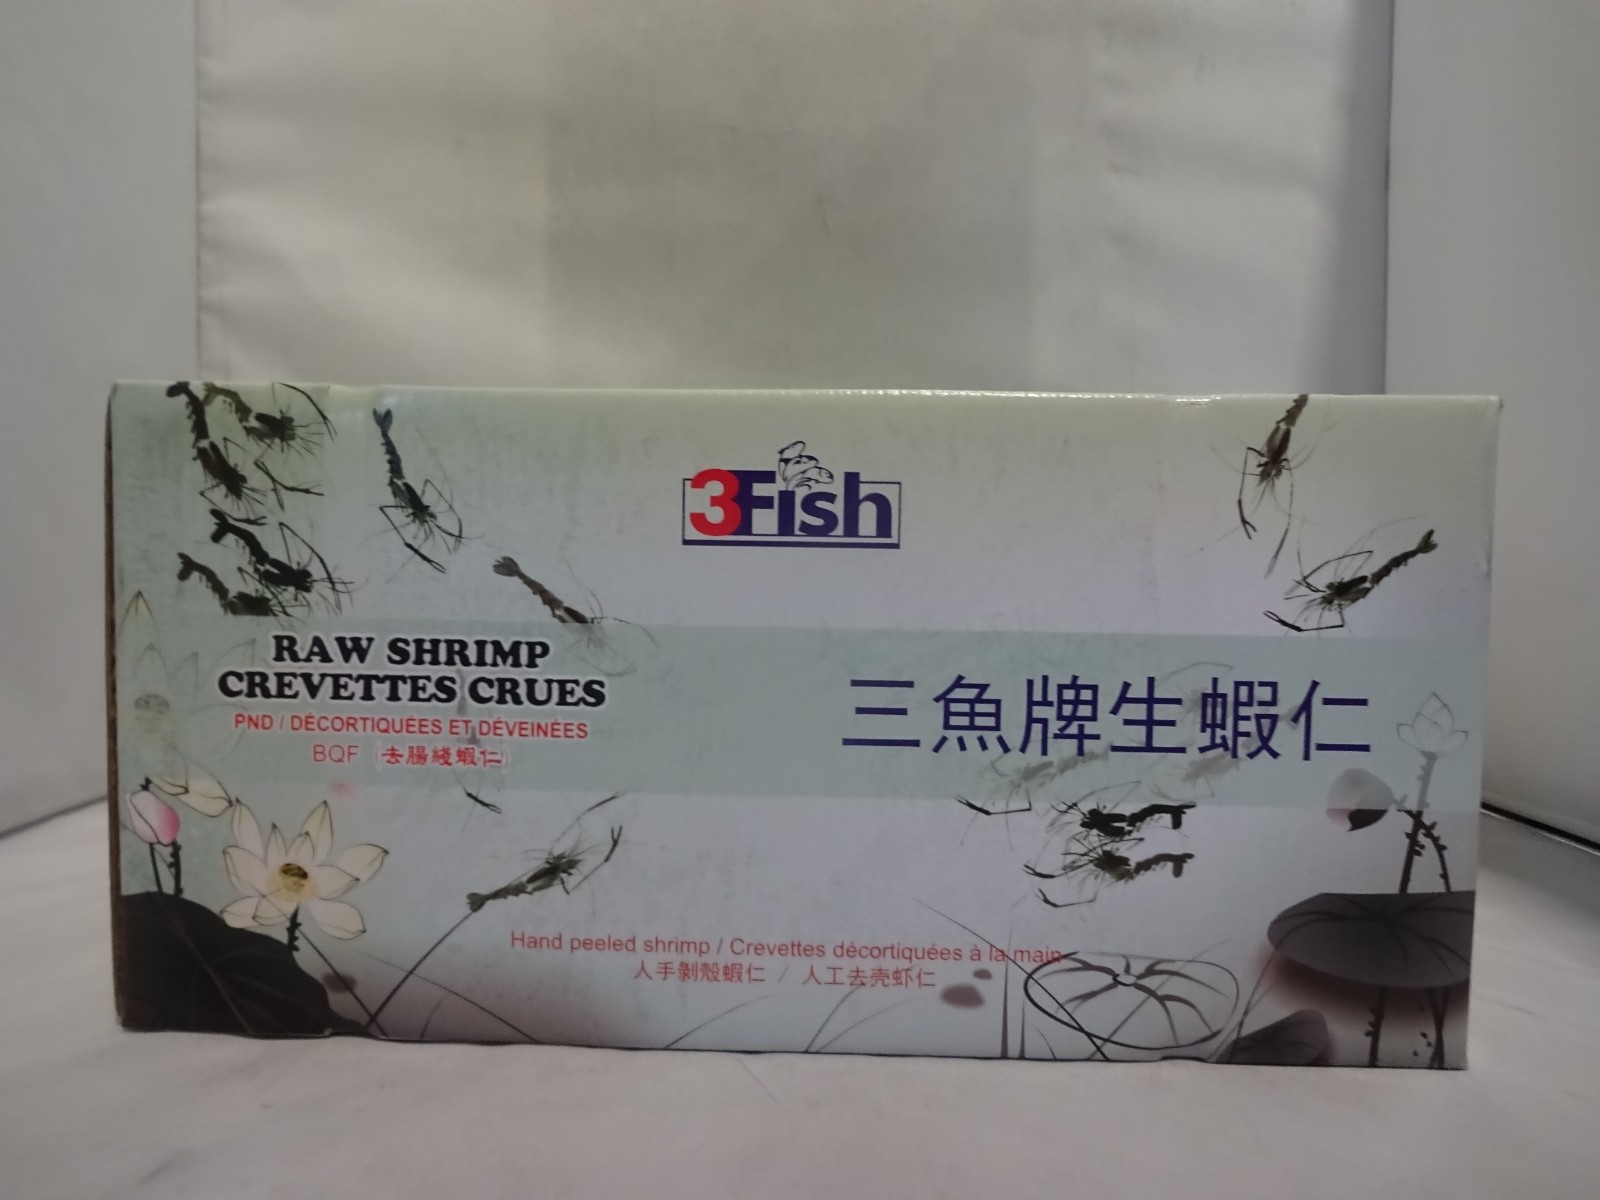 3Fish
RAW SHRIMP
CREVETTES CRUES
PND / DÉCORTIQUÉES ET DÉVEINÉES
BQF (去腸綫蝦仁)
三魚牌生蝦仁
Hand peeled shrimp / Crevettes décortiquées à la main
人手剝殼蝦仁 / 人工去壳虾仁